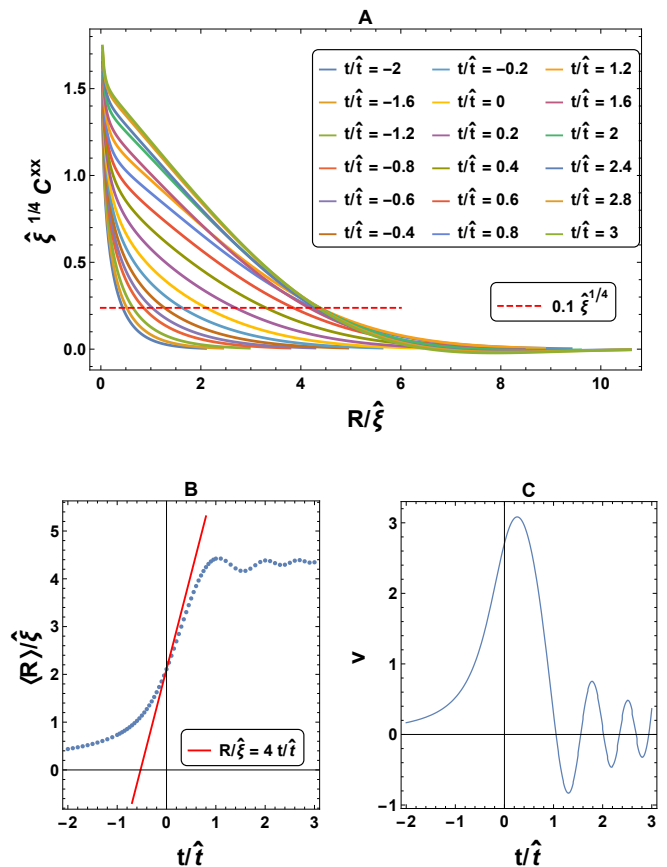 A
t/t̂ = −2 t/t̂ = −0.2 t/t̂ = 1.2
t/t̂ = −1.6 t/t̂ = 0 t/t̂ = 1.6
t/t̂ = −1.2 t/t̂ = 0.2 t/t̂ = 2
t/t̂ = −0.8 t/t̂ = 0.4 t/t̂ = 2.4
t/t̂ = −0.6 t/t̂ = 0.6 t/t̂ = 2.8
t/t̂ = −0.4 t/t̂ = 0.8 t/t̂ = 3
0.1 ξ̂^1/4
ξ̂^1/4 C^xx
1.5
1.0
0.5
0.0
0 2 4 6 8 10
R/ξ̂
B
⟨R⟩/ξ̂
5
4
3
2
1
0
R/ξ̂ = 4 t/t̂
−2 −1 0 1 2 3
t/t̂
C
v
3
2
1
0
−1
−2 −1 0 1 2 3
t/t̂